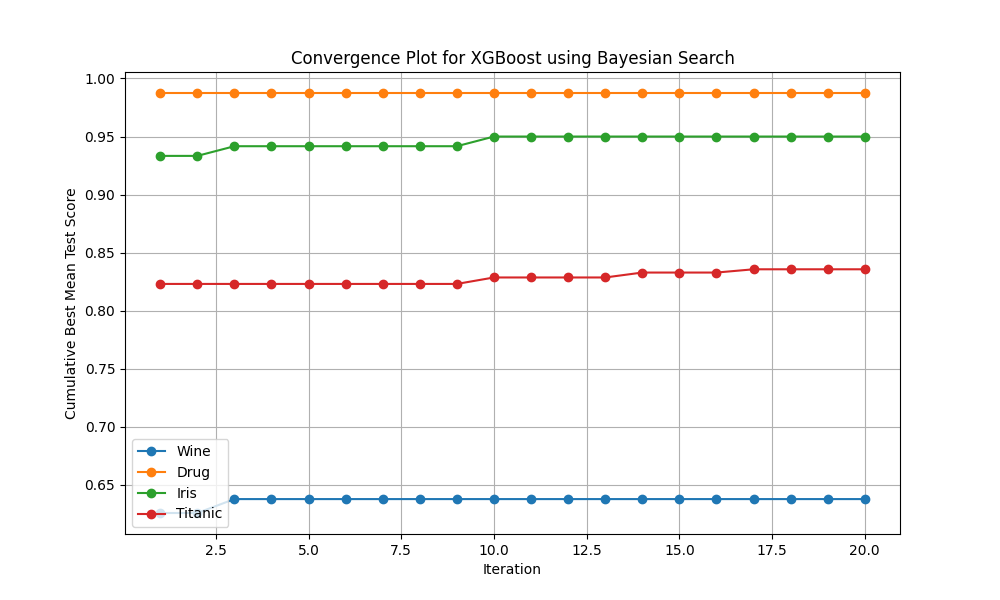 Convergence Plot for XGBoost using Bayesian Search
Cumulative Best Mean Test Score
1.00
0.95
0.90
0.85
0.80
0.75
0.70
0.65
Wine
Drug
Iris
Titanic
2.5 5.0 7.5 10.0 12.5 15.0 17.5 20.0
Iteration